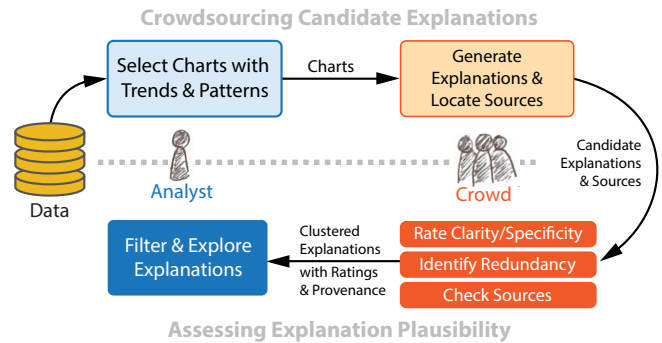 Crowdsourcing Candidate Explanations
Select Charts with
Trends & Patterns
Charts
Generate
Explanations &
Locate Sources
Candidate
Explanations
& Sources
Data
Analyst
Crowd
Filter & Explore
Explanations
Clustered
Explanations
with Ratings
& Provenance
Rate Clarity/Specificity
Identify Redundancy
Check Sources
Assessing Explanation Plausibility